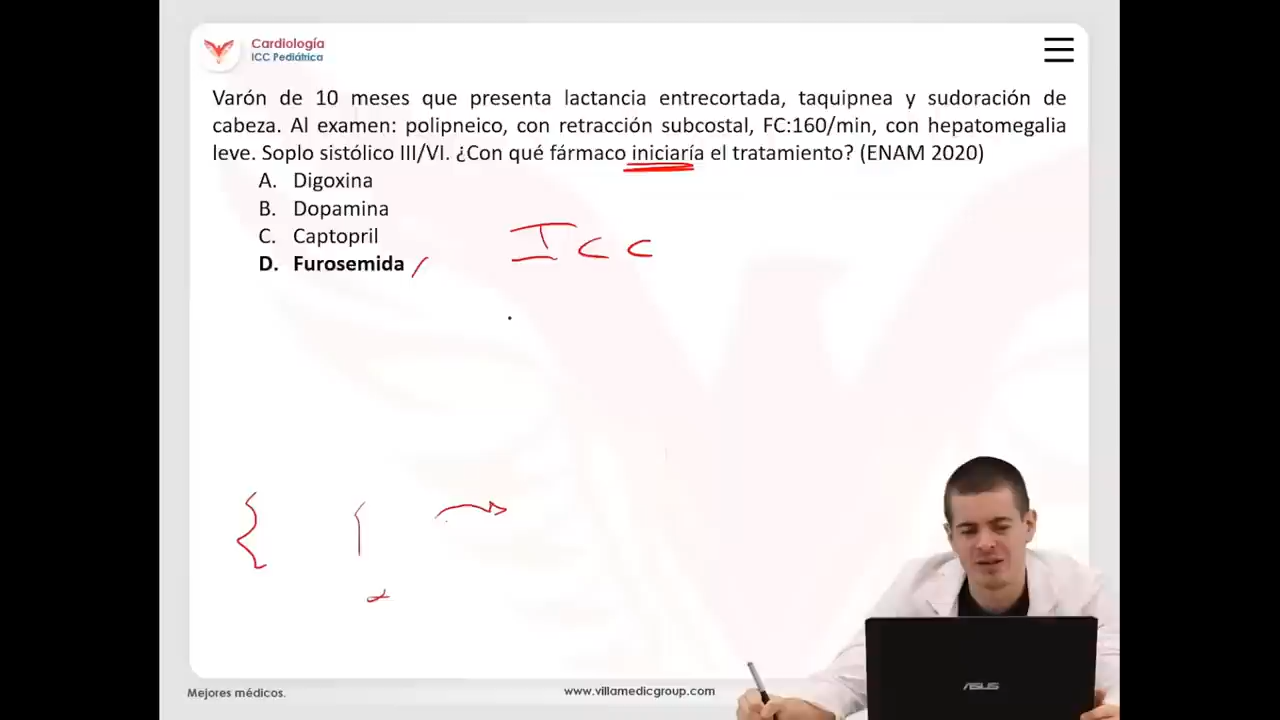 Cardiología
ICC Pediátrica
Varón de 10 meses que presenta lactancia entrecortada, taquipnea y sudoración de
cabeza. Al examen: polipneico, con retracción subcostal, FC:160/min, con hepatomegalia
leve. Soplo sistólico III/VI. ¿Con qué fármaco iniciaría el tratamiento? (ENAM 2020)
A. Digoxina
B. Dopamina
C. Captopril
D. Furosemida
ICC
ASUS
Mejores médicos.
www.villamedicgroup.com